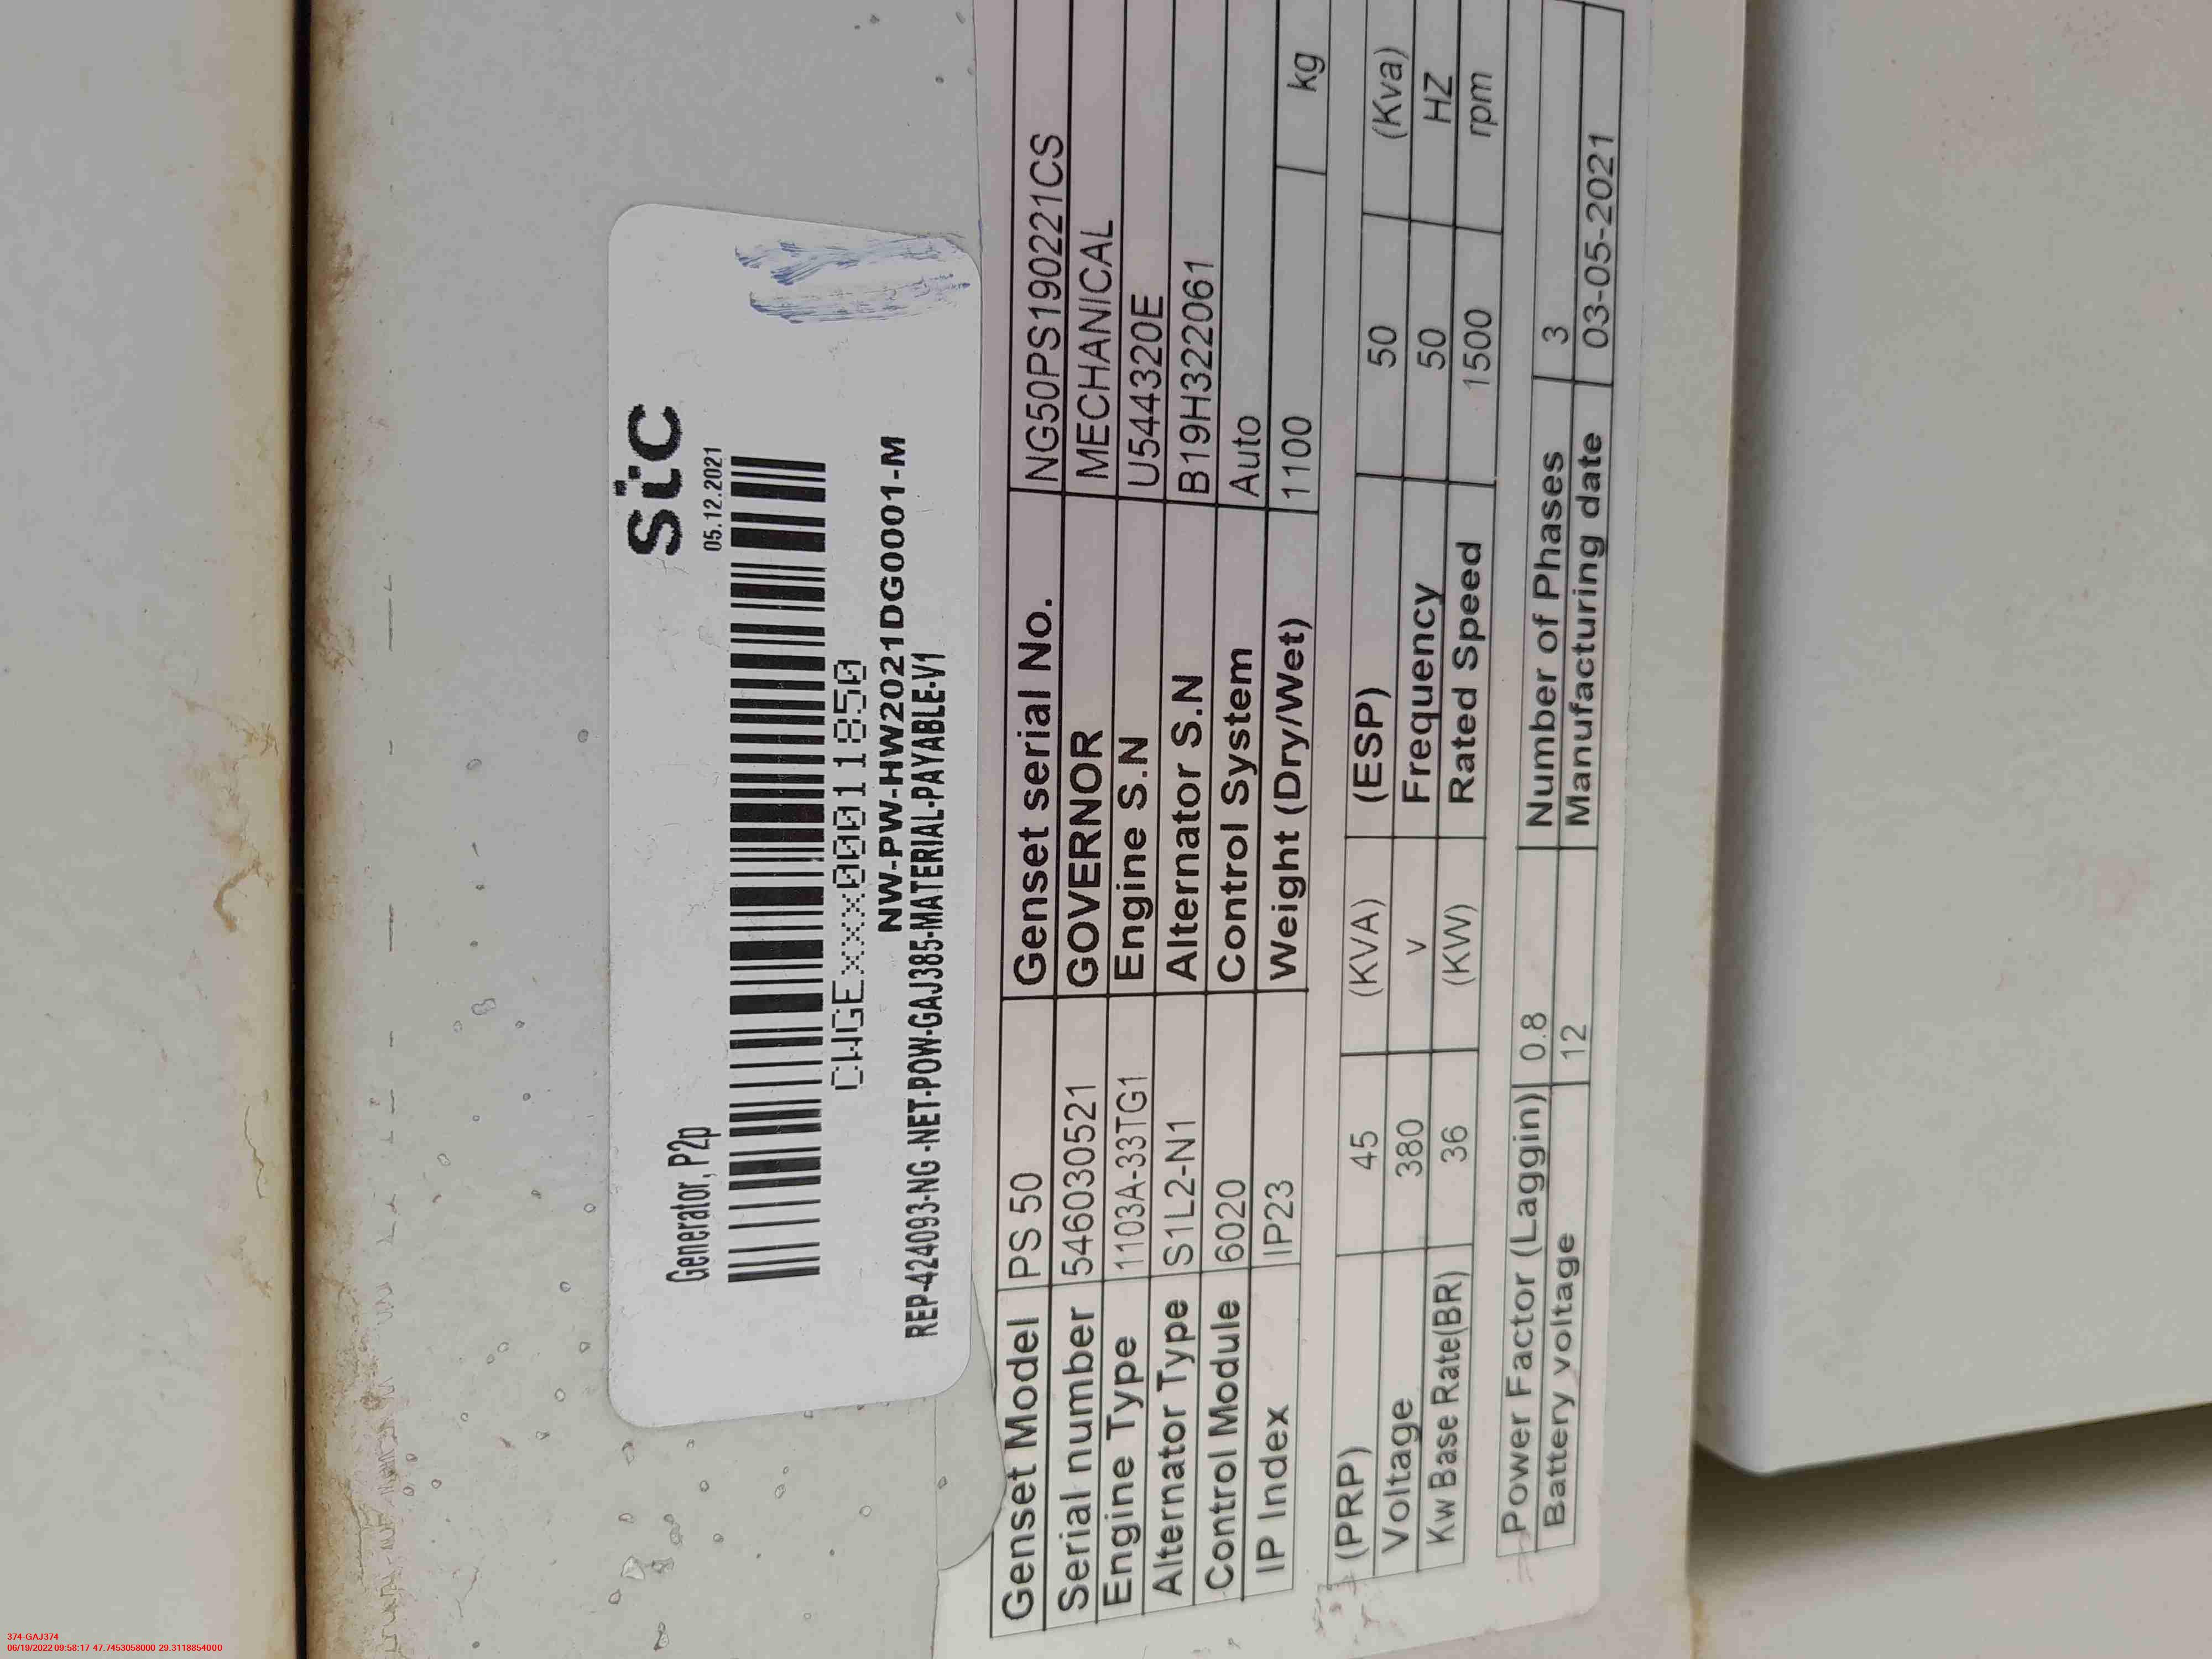 stc
05.12.2021
Generator, P2p
CWGExxx00011850
NW-PW-HW2021DG0001-M
REP-424093-NG -NET-POW-GAJ385-MATERIAL-PAYABLE-V1
Genset Model PS 50 Genset serial No. NG50PS190221CS
Serial number 546030521 GOVERNOR MECHANICAL
Engine Type 1103A-33TG1 Engine S.N U544320E
Alternator Type S1L2-N1 Alternator S.N B19H322061
Control Module 6020 Control System Auto
IP Index IP23 Weight (Dry/Wet) 1100 kg
(PRP) 45 (KVA) (ESP) 50 (Kva)
Voltage 380 v Frequency 50 HZ
Kw Base Rate(BR) 36 (KW) Rated Speed 1500 rpm
Power Factor (Laggin) 0.8 Number of Phases 3
Battery voltage 12 Manufacturing date 03-05-2021
374-GAJ374
06/19/2022 09:58:17 47.7453058000 29.3118854000